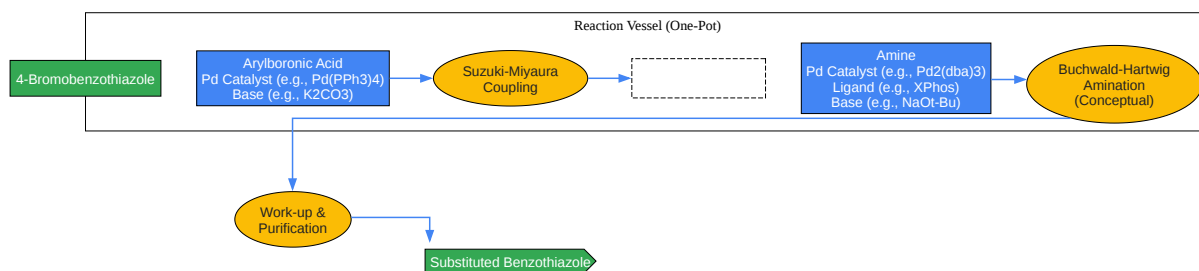 Reaction Vessel (One-Pot)
4-Bromobenzothiazole
Arylboronic Acid
Pd Catalyst (e.g., Pd(PPh3)4)
Base (e.g., K2CO3)
Suzuki-Miyaura
Coupling
Amine
Pd Catalyst (e.g., Pd2(dba)3)
Ligand (e.g., XPhos)
Base (e.g., NaOt-Bu)
Buchwald-Hartwig
Amination
(Conceptual)
Work-up &
Purification
Substituted Benzothiazole